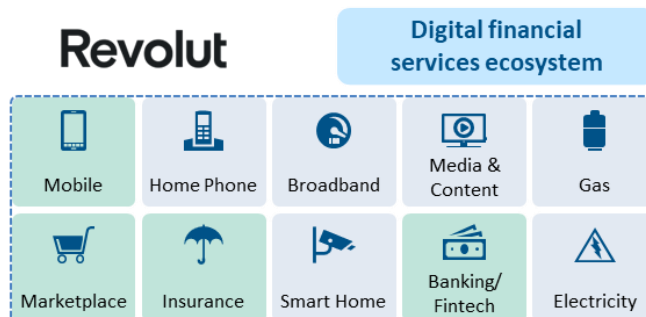 Revolut
Digital financial
services ecosystem
Mobile
Home Phone
Broadband
Media &
Content
Gas
Marketplace
Insurance
Smart Home
Banking/
Fintech
Electricity